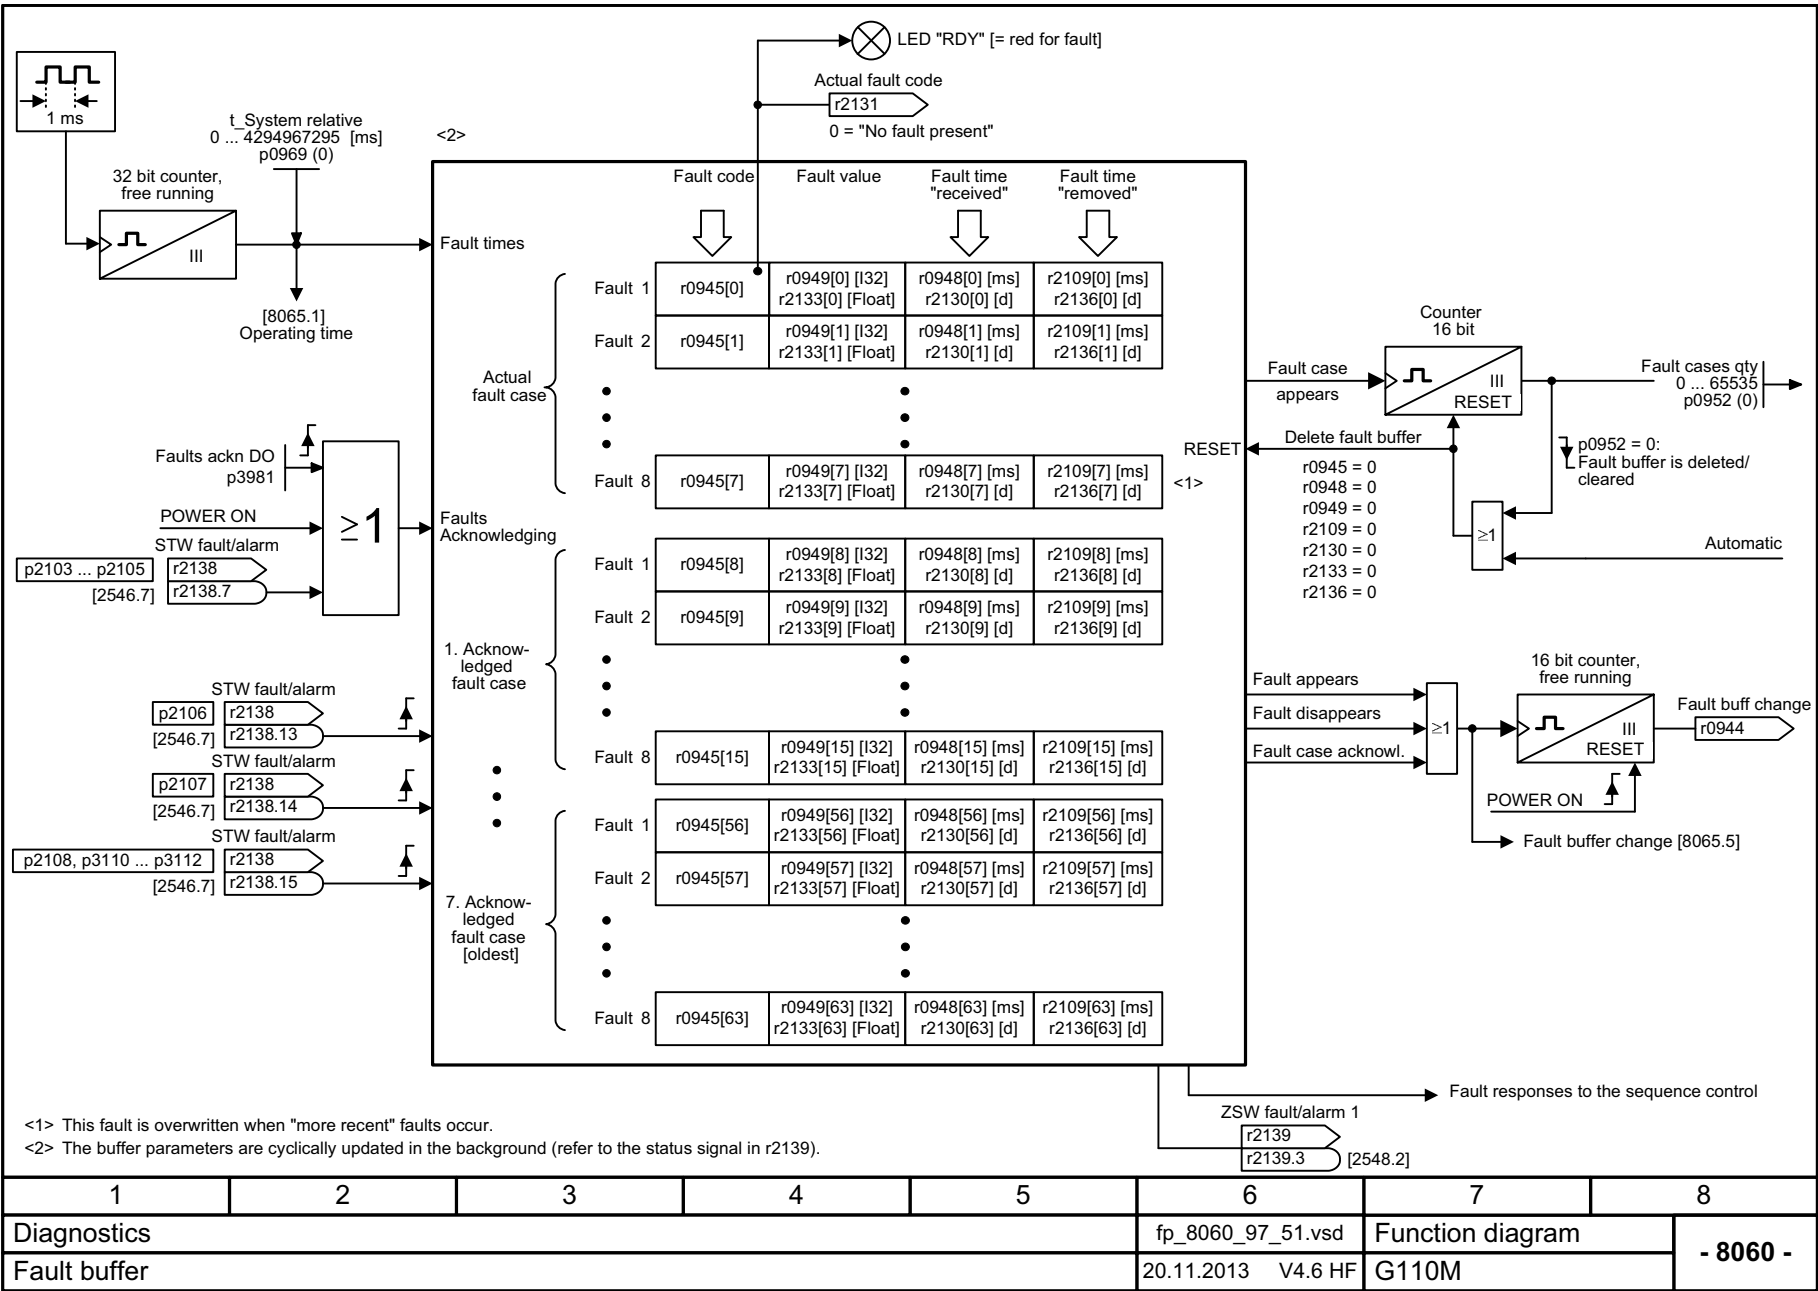 LED "RDY" [= red for fault]
Actual fault code
r2131
0 = "No fault present"
1 ms
t_System relative
0 ... 4294967295 [ms]
p0969 (0)
<2>
32 bit counter,
free running
III
[8065.1]
Operating time
Fault times
Fault code
Fault value
Fault time
"received"
Fault time
"removed"
Actual
fault case
Fault 1
r0945[0]
r0949[0] [I32]
r2133[0] [Float]
r0948[0] [ms]
r2130[0] [d]
r2109[0] [ms]
r2136[0] [d]
Fault 2
r0945[1]
r0949[1] [I32]
r2133[1] [Float]
r0948[1] [ms]
r2130[1] [d]
r2109[1] [ms]
r2136[1] [d]
Fault 8
r0945[7]
r0949[7] [I32]
r2133[7] [Float]
r0948[7] [ms]
r2130[7] [d]
r2109[7] [ms]
r2136[7] [d]
<1>
Faults ackn DO
p3981
POWER ON
STW fault/alarm
p2103 ... p2105
r2138
[2546.7]
r2138.7
≥1
Faults
Acknowledging
1. Acknow-
ledged
fault case
Fault 1
r0945[8]
r0949[8] [I32]
r2133[8] [Float]
r0948[8] [ms]
r2130[8] [d]
r2109[8] [ms]
r2136[8] [d]
Fault 2
r0945[9]
r0949[9] [I32]
r2133[9] [Float]
r0948[9] [ms]
r2130[9] [d]
r2109[9] [ms]
r2136[9] [d]
Fault 8
r0945[15]
r0949[15] [I32]
r2133[15] [Float]
r0948[15] [ms]
r2130[15] [d]
r2109[15] [ms]
r2136[15] [d]
STW fault/alarm
p2106
r2138
[2546.7]
r2138.13
STW fault/alarm
p2107
r2138
[2546.7]
r2138.14
STW fault/alarm
p2108, p3110 ... p3112
r2138
[2546.7]
r2138.15
7. Acknow-
ledged
fault case
[oldest]
Fault 1
r0945[56]
r0949[56] [I32]
r2133[56] [Float]
r0948[56] [ms]
r2130[56] [d]
r2109[56] [ms]
r2136[56] [d]
Fault 2
r0945[57]
r0949[57] [I32]
r2133[57] [Float]
r0948[57] [ms]
r2130[57] [d]
r2109[57] [ms]
r2136[57] [d]
Fault 8
r0945[63]
r0949[63] [I32]
r2133[63] [Float]
r0948[63] [ms]
r2130[63] [d]
r2109[63] [ms]
r2136[63] [d]
Fault case
appears
Counter
16 bit
III
RESET
Fault cases qty
0 ... 65535
p0952 (0)
RESET
Delete fault buffer
r0945 = 0
r0948 = 0
r0949 = 0
r2109 = 0
r2130 = 0
r2133 = 0
r2136 = 0
p0952 = 0:
Fault buffer is deleted/
cleared
≥1
Automatic
Fault appears
Fault disappears
Fault case acknowl.
≥1
16 bit counter,
free running
III
RESET
Fault buff change
r0944
POWER ON
Fault buffer change [8065.5]
Fault responses to the sequence control
ZSW fault/alarm 1
r2139
r2139.3
[2548.2]
<1> This fault is overwritten when "more recent" faults occur.
<2> The buffer parameters are cyclically updated in the background (refer to the status signal in r2139).
1 2 3 4 5 6 7 8
Diagnostics
fp_8060_97_51.vsd
Function diagram
- 8060 -
Fault buffer
20.11.2013 V4.6 HF
G110M